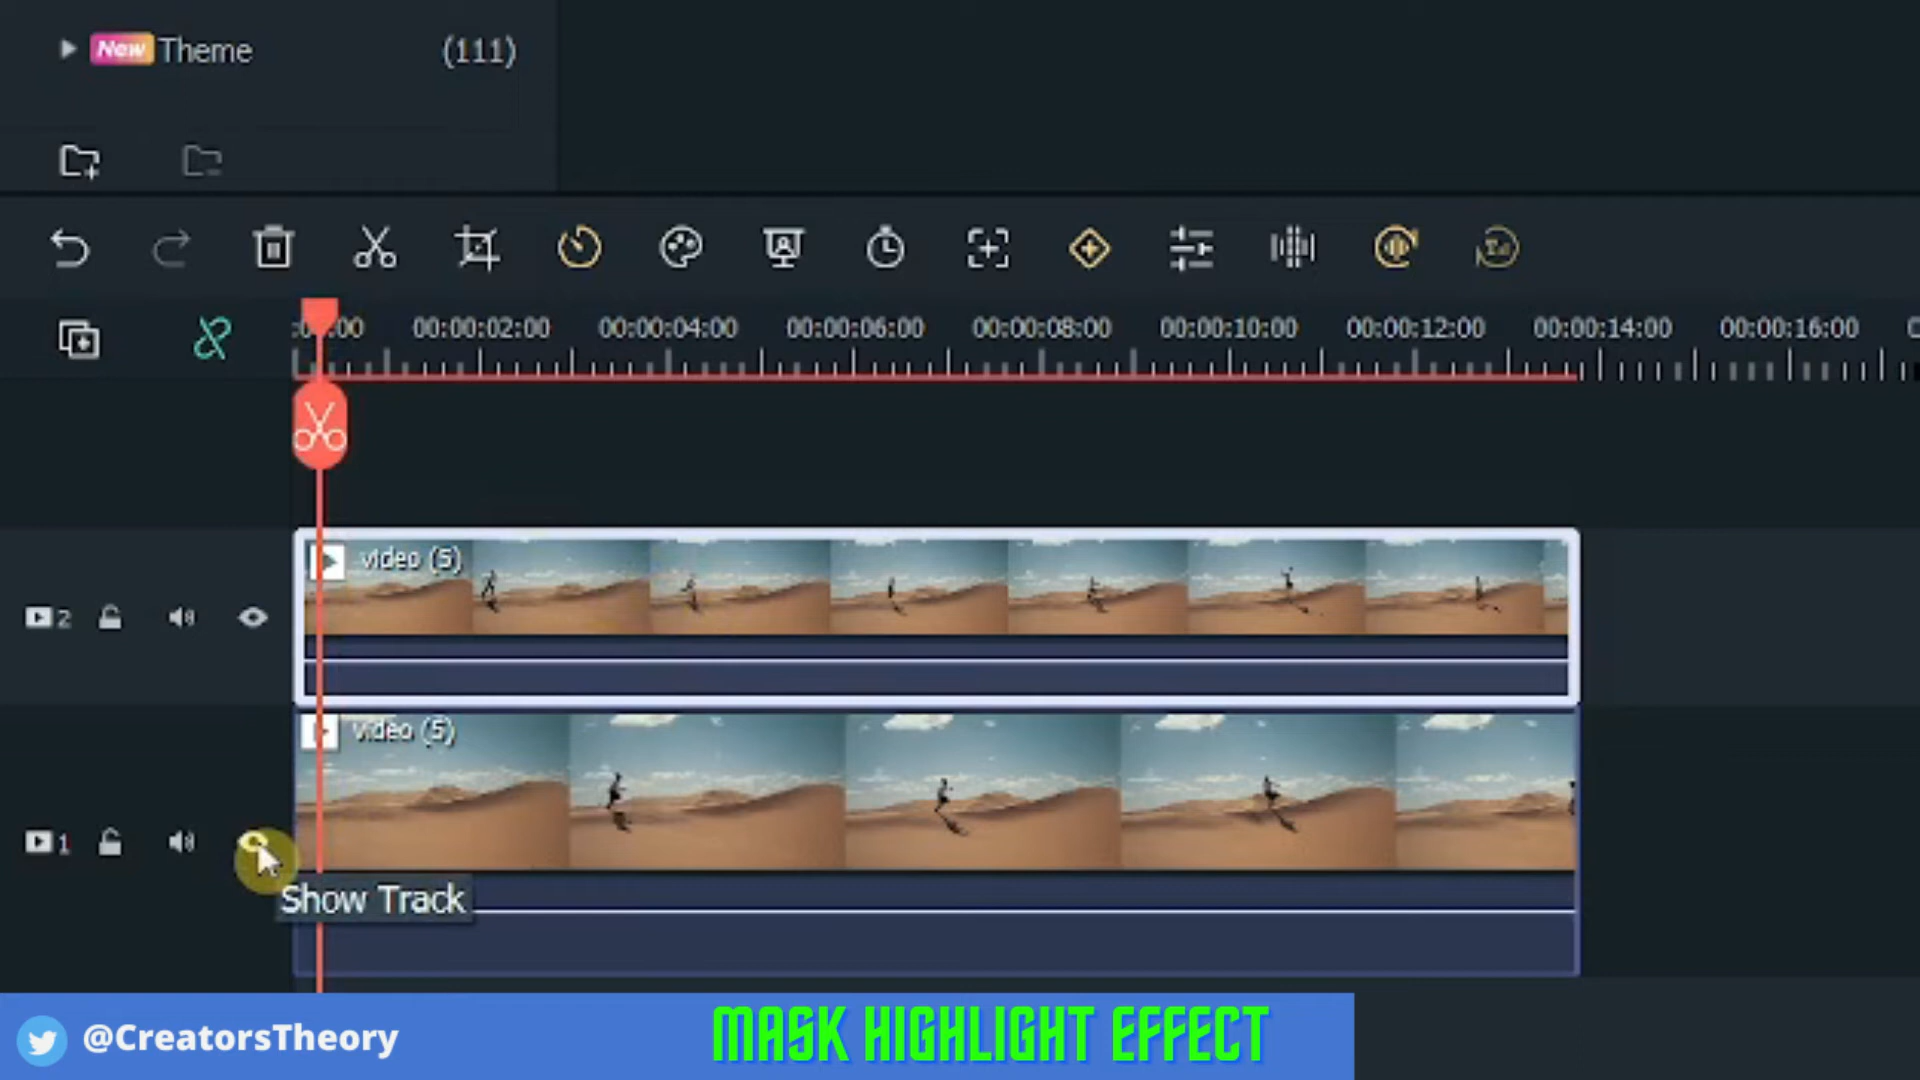 New Theme (111)
00:00:02:00 00:00:04:00 00:00:06:00 00:00:08:00 00:00:10:00 00:00:12:00 00:00:14:00 00:00:16:00
video (5)
2
video (5)
1
Show Track
@CreatorsTheory
MASK HIGHLIGHT EFFECT